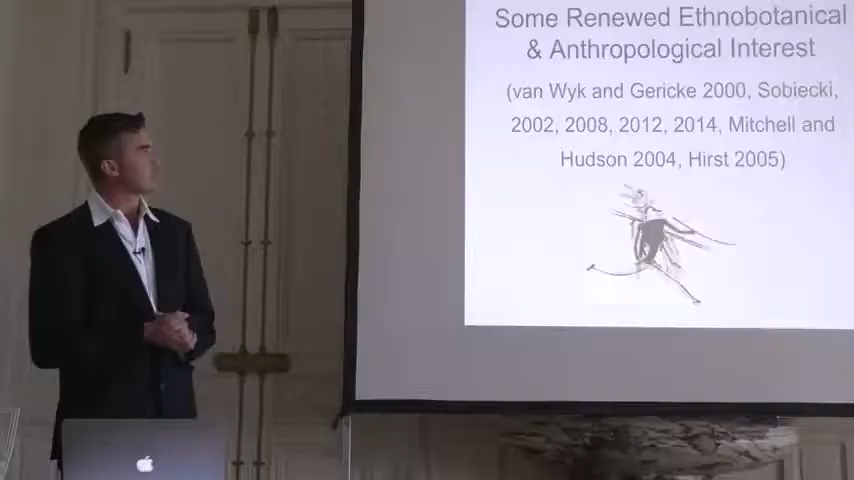 Some Renewed Ethnobotanical
& Anthropological Interest
(van Wyk and Gericke 2000, Sobiecki,
2002, 2008, 2012, 2014, Mitchell and
Hudson 2004, Hirst 2005)